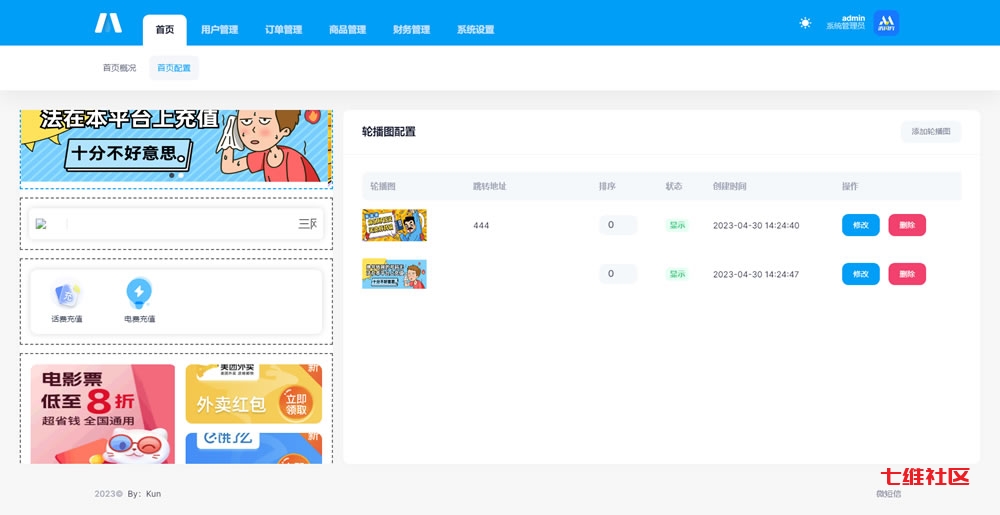 首页 用户管理 订单管理 商品管理 财务管理 系统设置
admin
系统管理员
首页概况 首页配置
法在本平台上充值
十分不好意思。
话费充值 电费充值
电影票
低至8折
超省钱 全国通用
美团外卖
外卖红包
立即
领取
新
饿了么
新
轮播图配置 添加轮播图
轮播图 跳转地址 排序 状态 创建时间 操作
444 0 显示 2023-04-30 14:24:40 修改 删除
0 显示 2023-04-30 14:24:47 修改 删除
七维社区
2023© By: Kun 微短信